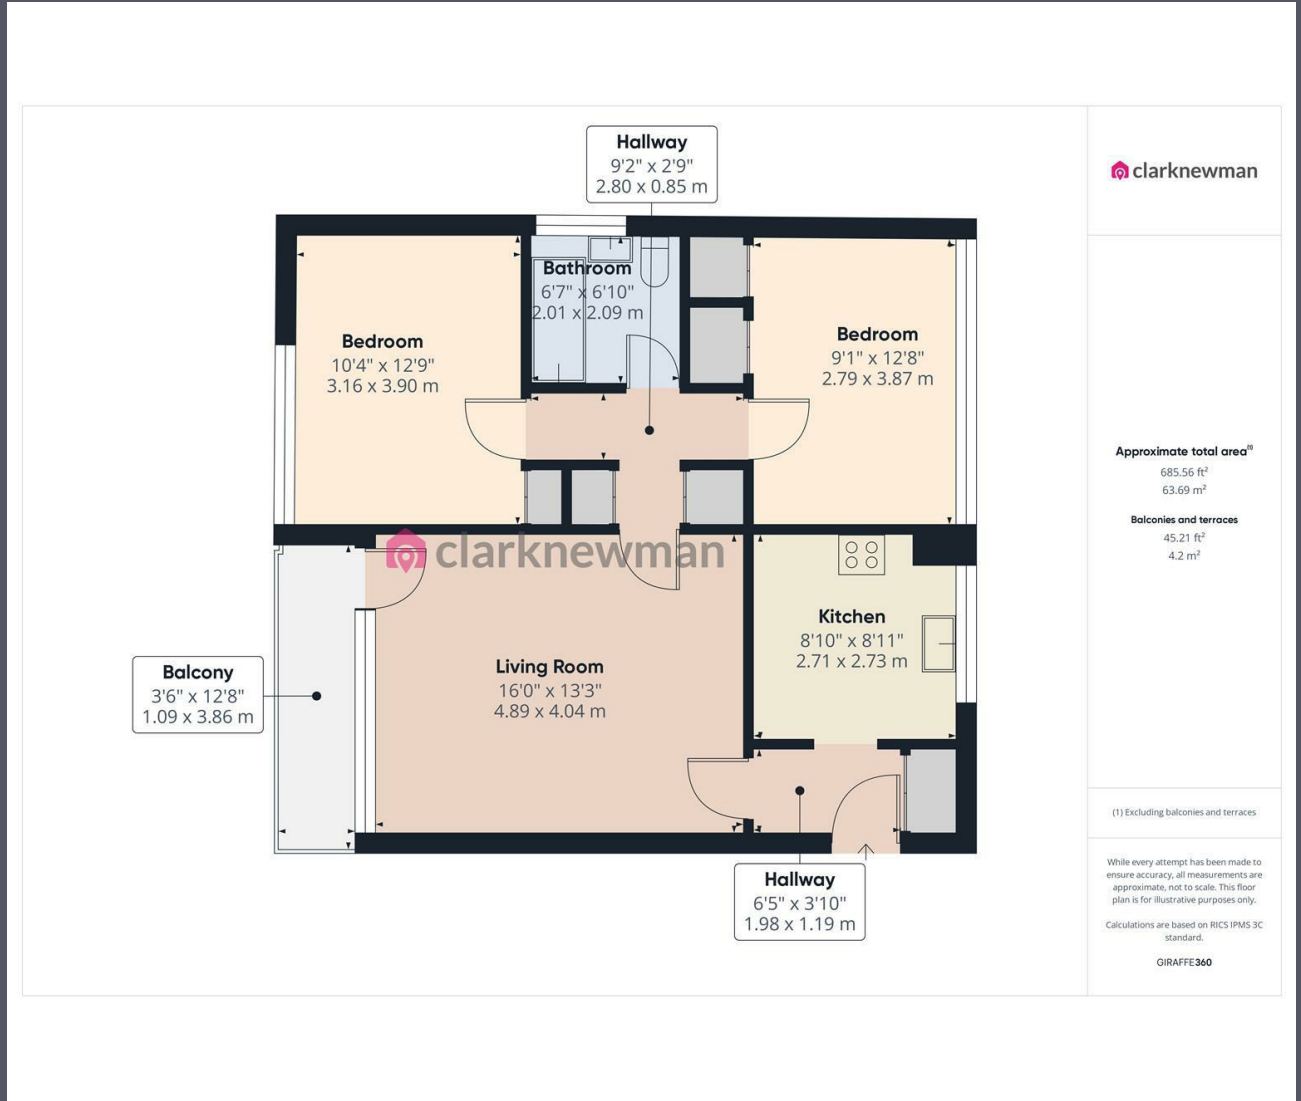 Hallway
9'2" x 2'9"
2.80 x 0.85 m
Bathroom
6'7" x 6'10"
2.01 x 2.09 m
Bedroom
10'4" x 12'9"
3.16 x 3.90 m
Bedroom
9'1" x 12'8"
2.79 x 3.87 m
clarknewman
Kitchen
8'10" x 8'11"
2.71 x 2.73 m
Living Room
16'0" x 13'3"
4.89 x 4.04 m
Balcony
3'6" x 12'8"
1.09 x 3.86 m
Hallway
6'5" x 3'10"
1.98 x 1.19 m
clarknewman
Approximate total area⁽¹⁾
685.56 ft²
63.69 m²
Balconies and terraces
45.21 ft²
4.2 m²
(1) Excluding balconies and terraces
While every attempt has been made to
ensure accuracy, all measurements are
approximate, not to scale. This floor
plan is for illustrative purposes only.
Calculations are based on RICS IPMS 3C
standard.
GIRAFFE360